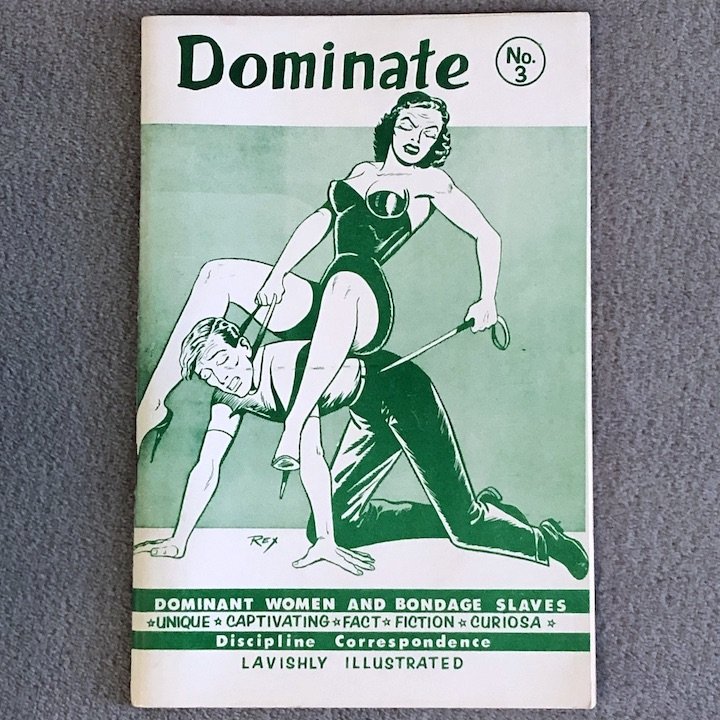 Dominate No. 3
REX
DOMINANT WOMEN AND BONDAGE SLAVES
☆UNIQUE☆CAPTIVATING☆FACT☆FICTION☆CURIOSA☆
Discipline Correspondence
LAVISHLY ILLUSTRATED